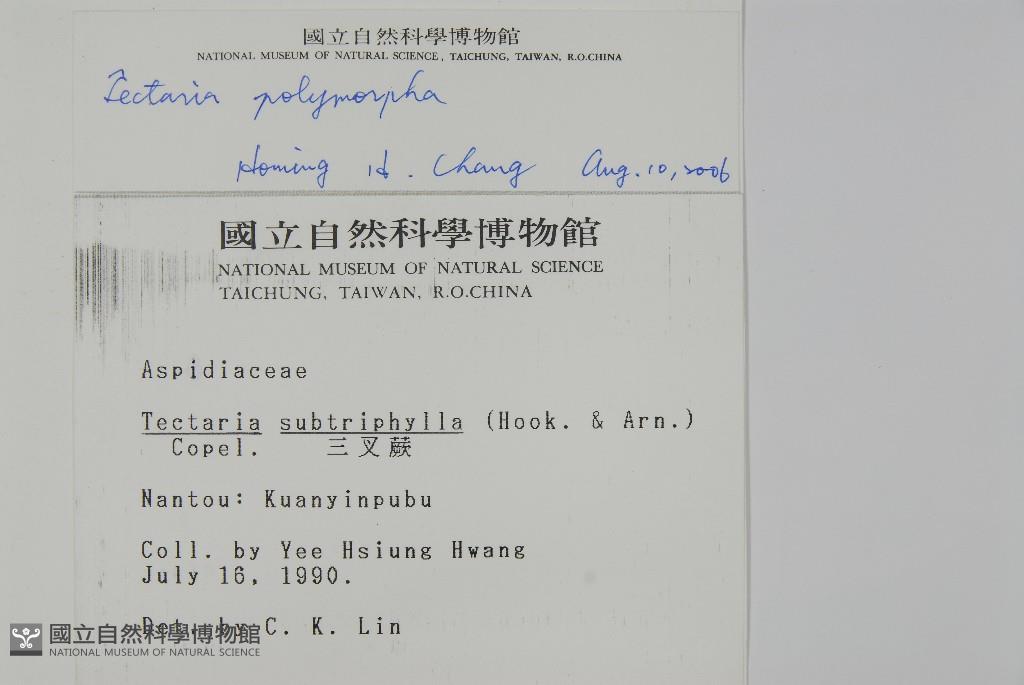 國立自然科學博物館
NATIONAL MUSEUM OF NATURAL SCIENCE, TAICHUNG, TAIWAN, R.O.CHINA
Tectaria polymorpha
Homing H. Chang Aug. 10, 2006
國立自然科學博物館
NATIONAL MUSEUM OF NATURAL SCIENCE
TAICHUNG, TAIWAN, R.O.CHINA
Aspidiaceae
Tectaria subtriphylla (Hook. & Arn.)
Copel. 三叉蕨
Nantou: Kuanyinpubu
Coll. by Yee Hsiung Hwang
July 16, 1990.
Det. by C. K. Lin
國立自然科學博物館
NATIONAL MUSEUM OF NATURAL SCIENCE